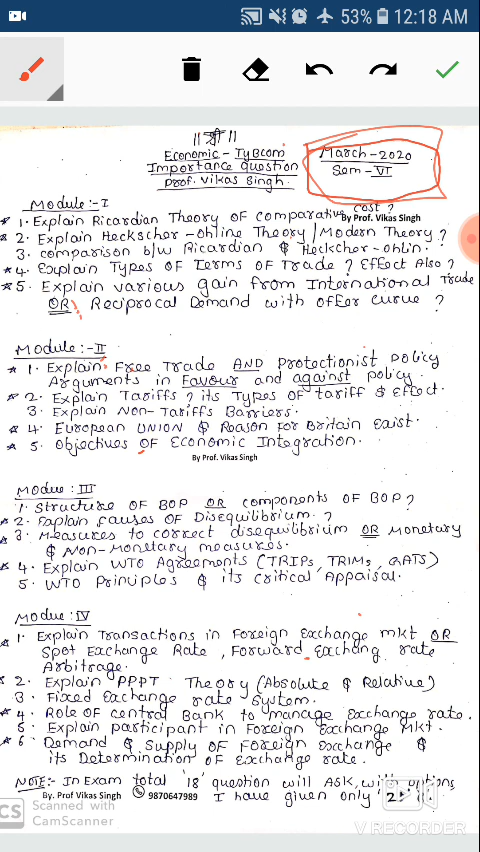 53% 12:18 AM
|| श्री ||
Economic - TyBcom
Importance question
Prof. Vikas Singh.
March - 2020
Sem - VI
Module:-I
1. Explain Ricardian Theory of comparative cost?
by Prof. Vikas Singh
2. Explain Heckscher-ohline Theory/Modern Theory?
3. comparison b/w Ricardian & Heckcher-ohlin.
4. Explain Types of Terms of Trade? Effect Also?
5. Explain various gain from International Trade
OR Reciprocal Demand with offer curve?
Module:-II
1. Explain: Free Trade AND Protectionist policy
Arguments in Favour and against policy.
2. Explain Tariffs? its Types of tariff & Effect.
3. Explain Non-Tariffs Barriers.
4. European UNION & Reason For Britain Exist.
5. Objectives of Economic Integration.
By Prof. Vikas Singh
Modue: III
1. Structure of BOP OR components of BOP?
2. Explain causes of Disequilibrium.?
3. Measures to correct disequilibrium OR Monetary
& Non-Monetary measures.
4. Explain WTO Agreements (TRIPs, TRIMs, GATS)
5. WTO Principles & its Critical Appaisal.
Modue: IV
1. Explain Transactions in Foreign Exchange mkt OR
Spot Exchange Rate, Forward Exchang rate
Arbitrage.
2. Explain PPPT Theory (Absolute & Relative)
3. Fixed Exchange rate System.
4. Role of central Bank to manage Exchange rate.
5. Explain participant in Foreign Exchange Mkt.
6. Demand & Supply of Foreign Exchange &
its Determination of Exchange rate.
NOTE:- In Exam total '18' question will Ask, with options
By. Prof Vikas Singh 9870647989 I have given only
CS Scanned with
CamScanner
V RECORDER